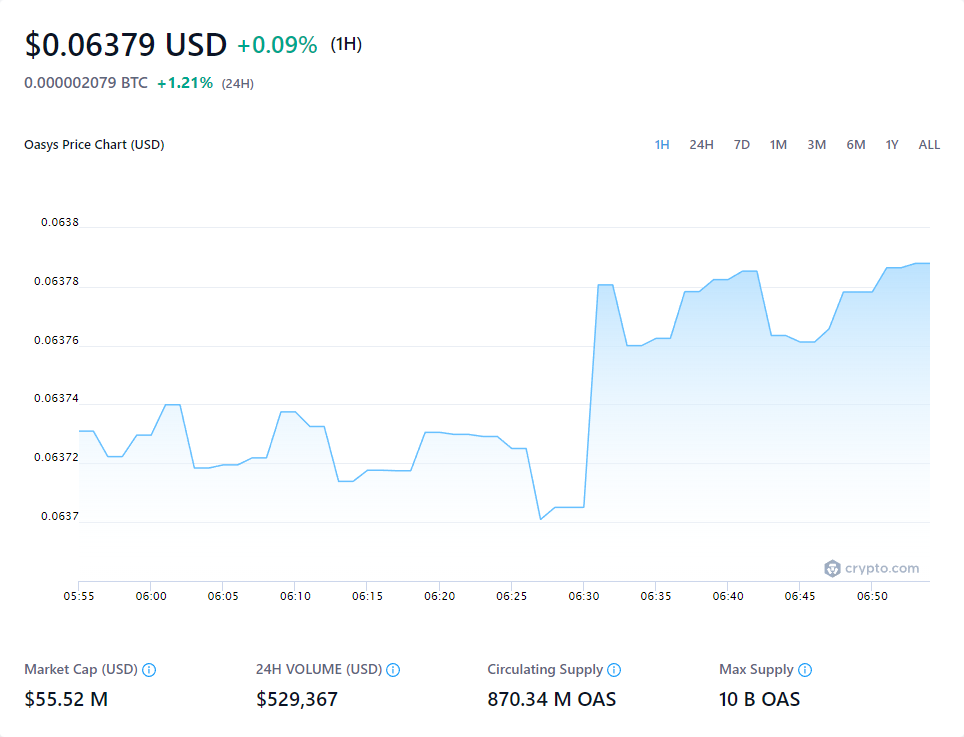 $0.06379 USD +0.09% (1H)
0.000002079 BTC +1.21% (24H)
Oasys Price Chart (USD) 1H 24H 7D 1M 3M 6M 1Y ALL
0.0638
0.06378
0.06376
0.06374
0.06372
0.0637
crypto.com
05:55 06:00 06:05 06:10 06:15 06:20 06:25 06:30 06:35 06:40 06:45 06:50
Market Cap (USD) 24H VOLUME (USD) Circulating Supply Max Supply
$55.52 M $529,367 870.34 M OAS 10 B OAS